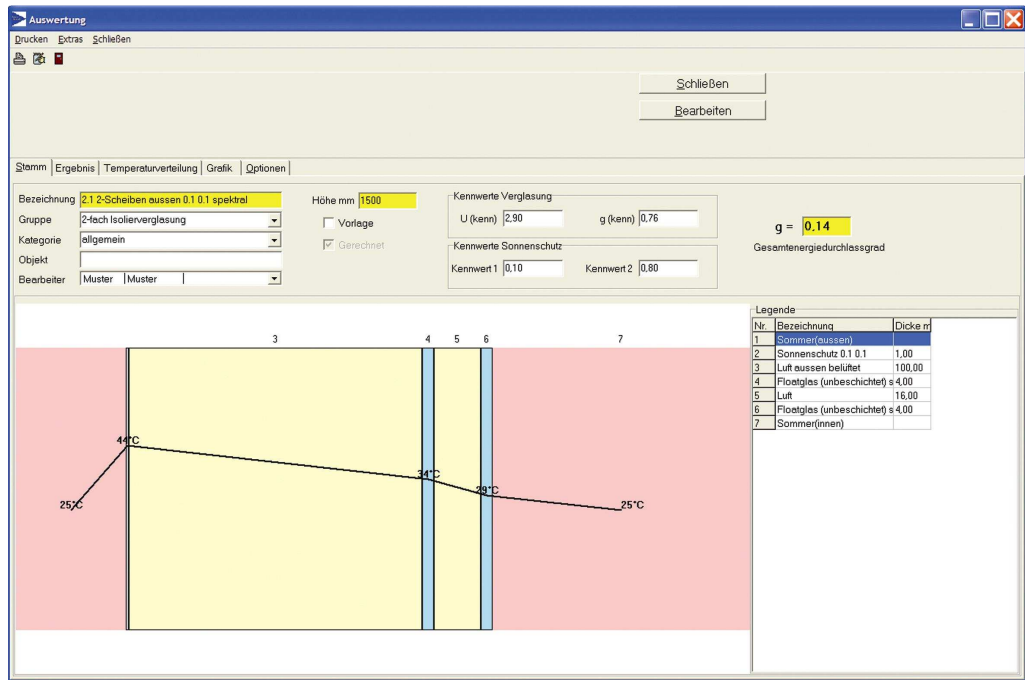 Auswertung
Drucken Extras Schließen
Schließen
Bearbeiten
Stamm Ergebnis Temperaturverteilung Grafik Optionen
Bezeichnung 2.1 2-Scheiben aussen 0.1 0.1 spektral
Gruppe 2-fach Isolierverglasung
Kategorie allgemein
Objekt
Bearbeiter Muster Muster
Höhe mm 1500
Vorlage
Gerechnet
Kennwerte Verglasung
U (kenn) 2,90 g (kenn) 0,76
Kennwerte Sonnenschutz
Kennwert 1 0,10 Kennwert 2 0,80
g = 0,14
Gesamtenergiedurchlassgrad
3 4 5 6 7
44°C
34°C
29°C
25°C
25°C
Legende
Nr. Bezeichnung Dicke m
1 Sommer(aussen)
2 Sonnenschutz 0.1 0.1 1,00
3 Luft aussen belüftet 100,00
4 Floatglas (unbeschichtet) s 4,00
5 Luft 16,00
6 Floatglas (unbeschichtet) s 4,00
7 Sommer(innen)